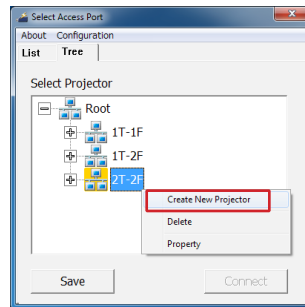 Select Access Port
About Configuration
List Tree
Select Projector
Root
1T-1F
1T-2F
2T-2F
Create New Projector
Delete
Property
Save Connect